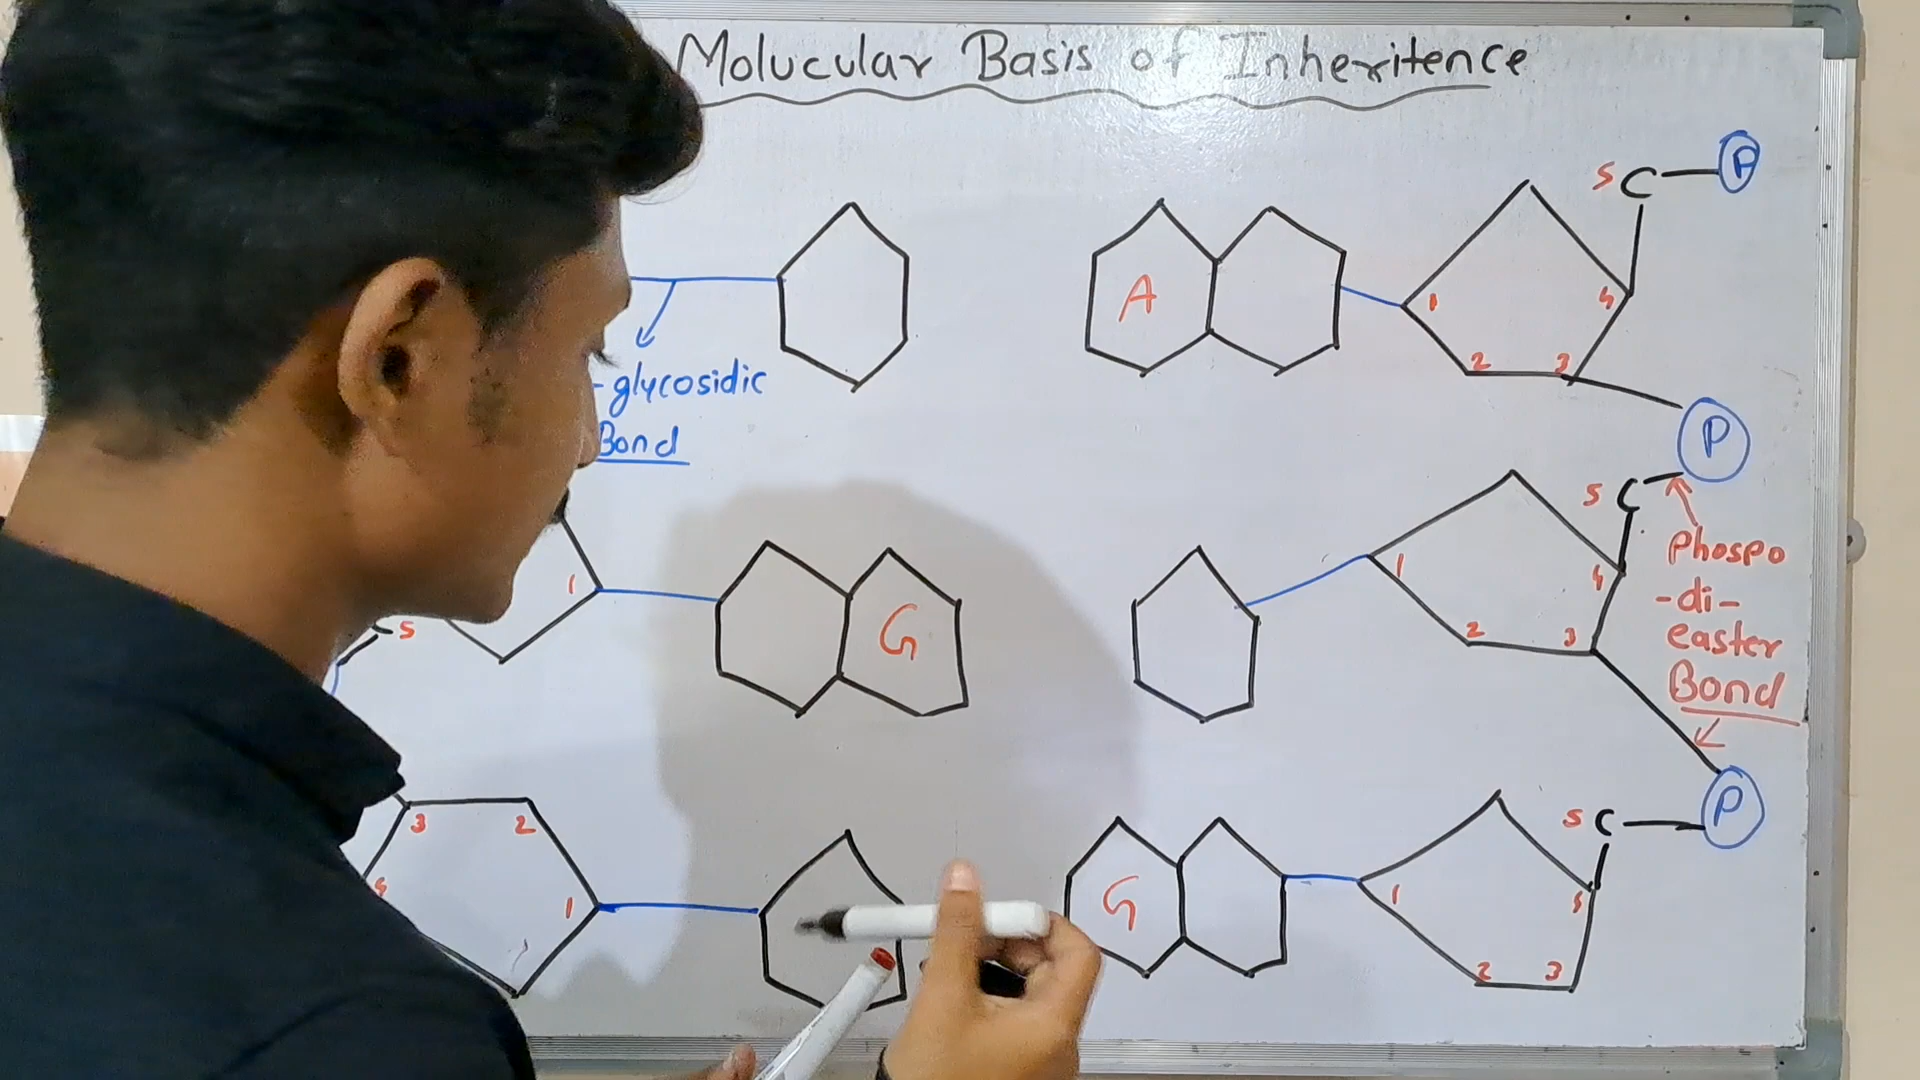 Molucular Basis of Inheritence
5 C P
A 1 4
2 3
-glycosidic
Bond
P
5 C
Phospo
-di-
easter
Bond
1 4
2 3
1 G
5
P
5 C
3 2
4 1
G 1 4
2 3